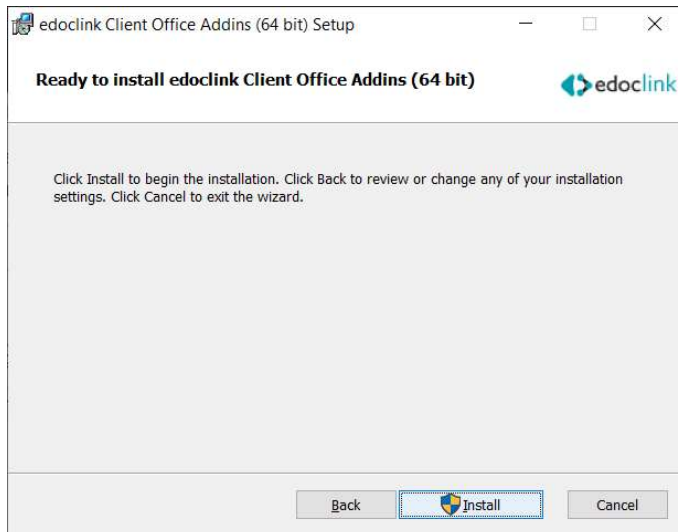 edoclink Client Office Addins (64 bit) Setup
Ready to install edoclink Client Office Addins (64 bit)
edoclink
Click Install to begin the installation. Click Back to review or change any of your installation
settings. Click Cancel to exit the wizard.
Back
Install
Cancel